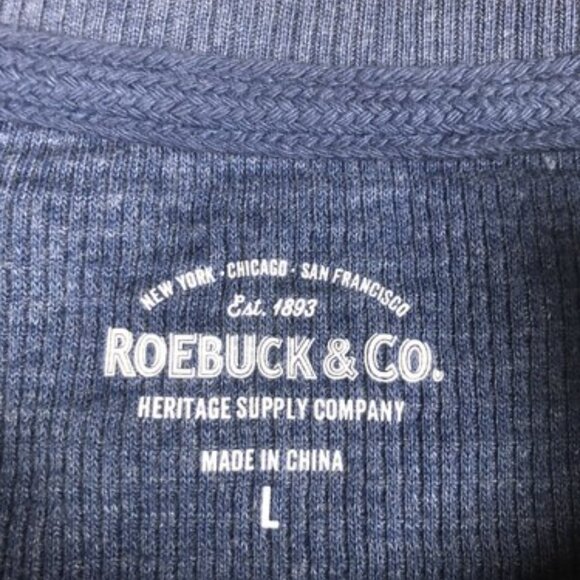 NEW YORK · CHICAGO · SAN FRANCISCO
Est. 1893
ROEBUCK & CO.
HERITAGE SUPPLY COMPANY
MADE IN CHINA
L